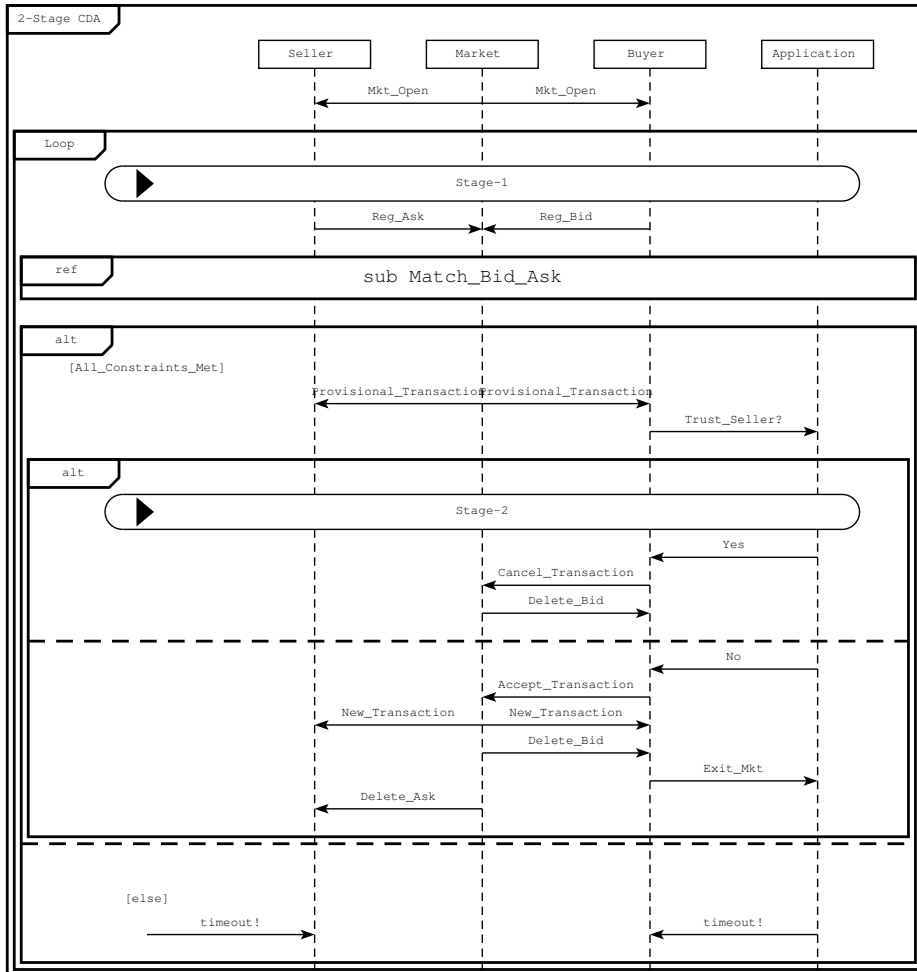 2-Stage CDA
Seller Market Buyer Application
Mkt_Open Mkt_Open
Loop
Stage-1
Reg_Ask Reg_Bid
ref
sub Match_Bid_Ask
alt
[All_Constraints_Met]
Provisional_Transaction Provisional_Transaction
Trust_Seller?
alt
Stage-2
Yes
Cancel_Transaction
Delete_Bid
No
Accept_Transaction
New_Transaction New_Transaction
Delete_Bid
Exit_Mkt
Delete_Ask
[else]
timeout! timeout!